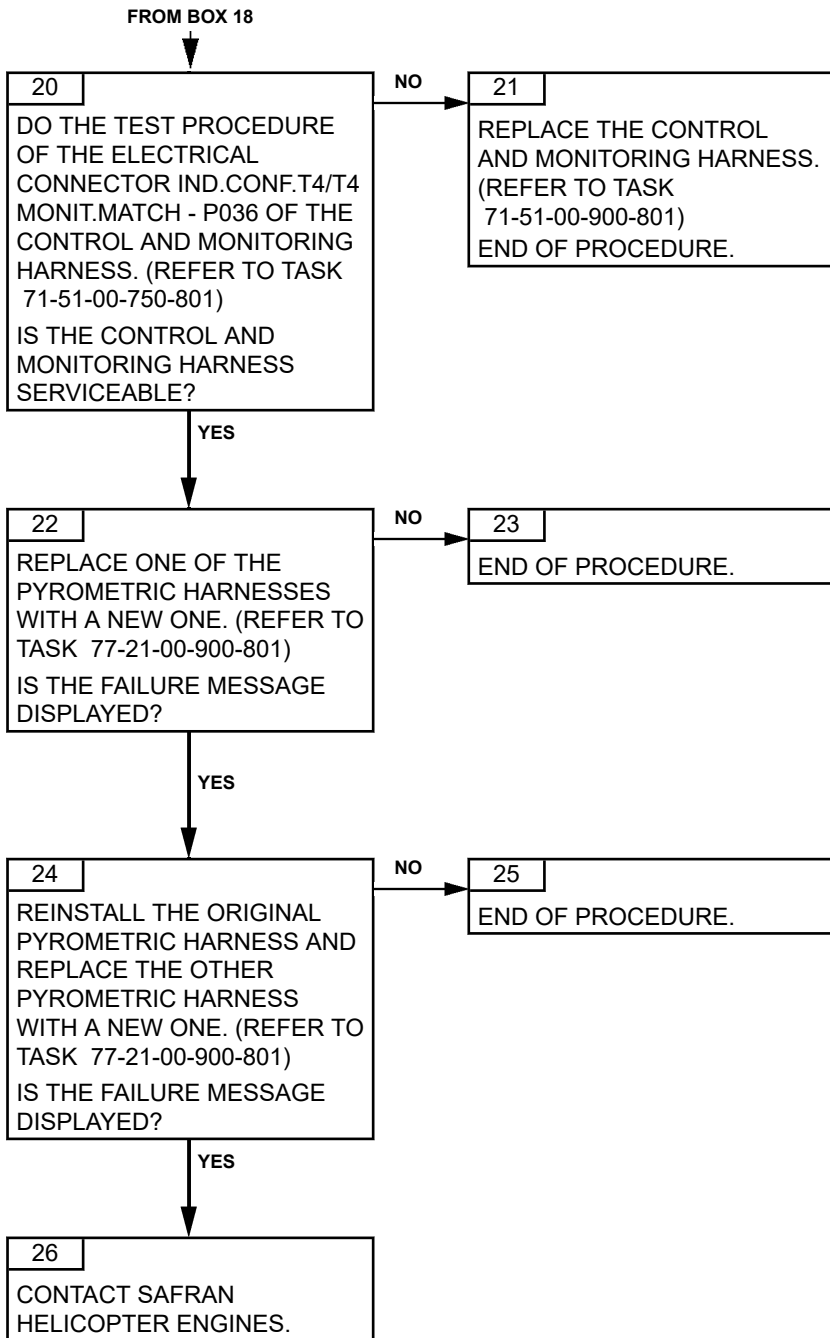 FROM BOX 18
20
DO THE TEST PROCEDURE
OF THE ELECTRICAL
CONNECTOR IND.CONF.T4/T4
MONIT.MATCH - P036 OF THE
CONTROL AND MONITORING
HARNESS. (REFER TO TASK
71-51-00-750-801)
IS THE CONTROL AND
MONITORING HARNESS
SERVICEABLE?
NO
21
REPLACE THE CONTROL
AND MONITORING HARNESS.
(REFER TO TASK
71-51-00-900-801)
END OF PROCEDURE.
YES
22
REPLACE ONE OF THE
PYROMETRIC HARNESSES
WITH A NEW ONE. (REFER TO
TASK 77-21-00-900-801)
IS THE FAILURE MESSAGE
DISPLAYED?
NO
23
END OF PROCEDURE.
YES
24
REINSTALL THE ORIGINAL
PYROMETRIC HARNESS AND
REPLACE THE OTHER
PYROMETRIC HARNESS
WITH A NEW ONE. (REFER TO
TASK 77-21-00-900-801)
IS THE FAILURE MESSAGE
DISPLAYED?
NO
25
END OF PROCEDURE.
YES
26
CONTACT SAFRAN
HELICOPTER ENGINES.